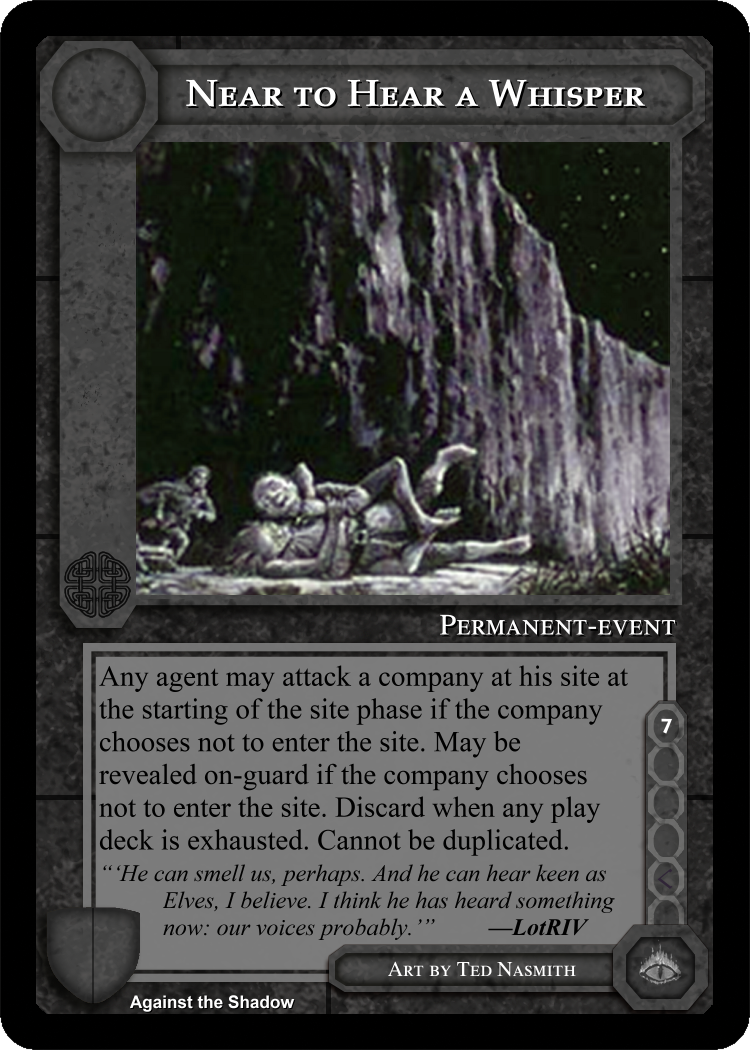 Near to Hear a Whisper
Permanent-event
Any agent may attack a company at his site at
the starting of the site phase if the company
chooses not to enter the site. May be
revealed on-guard if the company chooses
not to enter the site. Discard when any play
deck is exhausted. Cannot be duplicated.
7
“‘He can smell us, perhaps. And he can hear keen as
Elves, I believe. I think he has heard something
now: our voices probably.’” —LotRIV
Art by Ted Nasmith
Against the Shadow